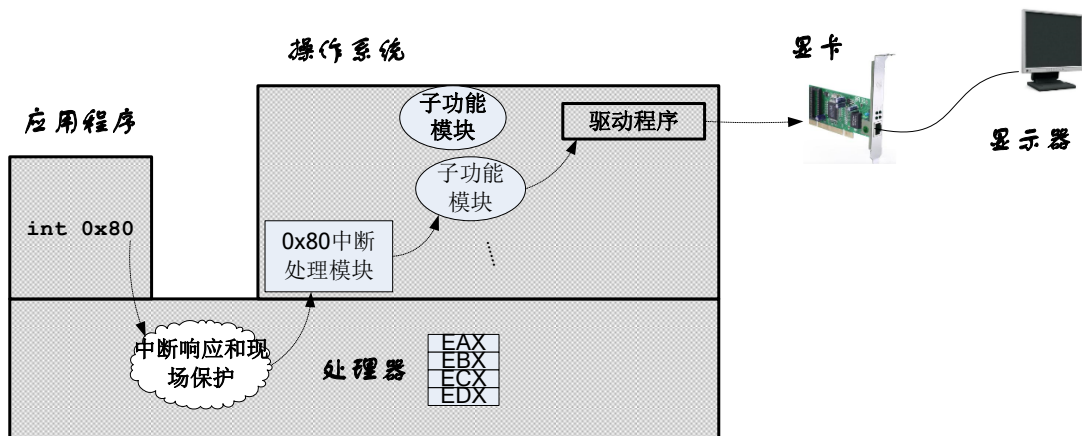 操作系统
显卡
应用程序
子功能
模块
驱动程序
显示器
子功能
模块
int 0x80
0x80中断
处理模块
中断响应和现
场保护
处理器
EAX
EBX
ECX
EDX